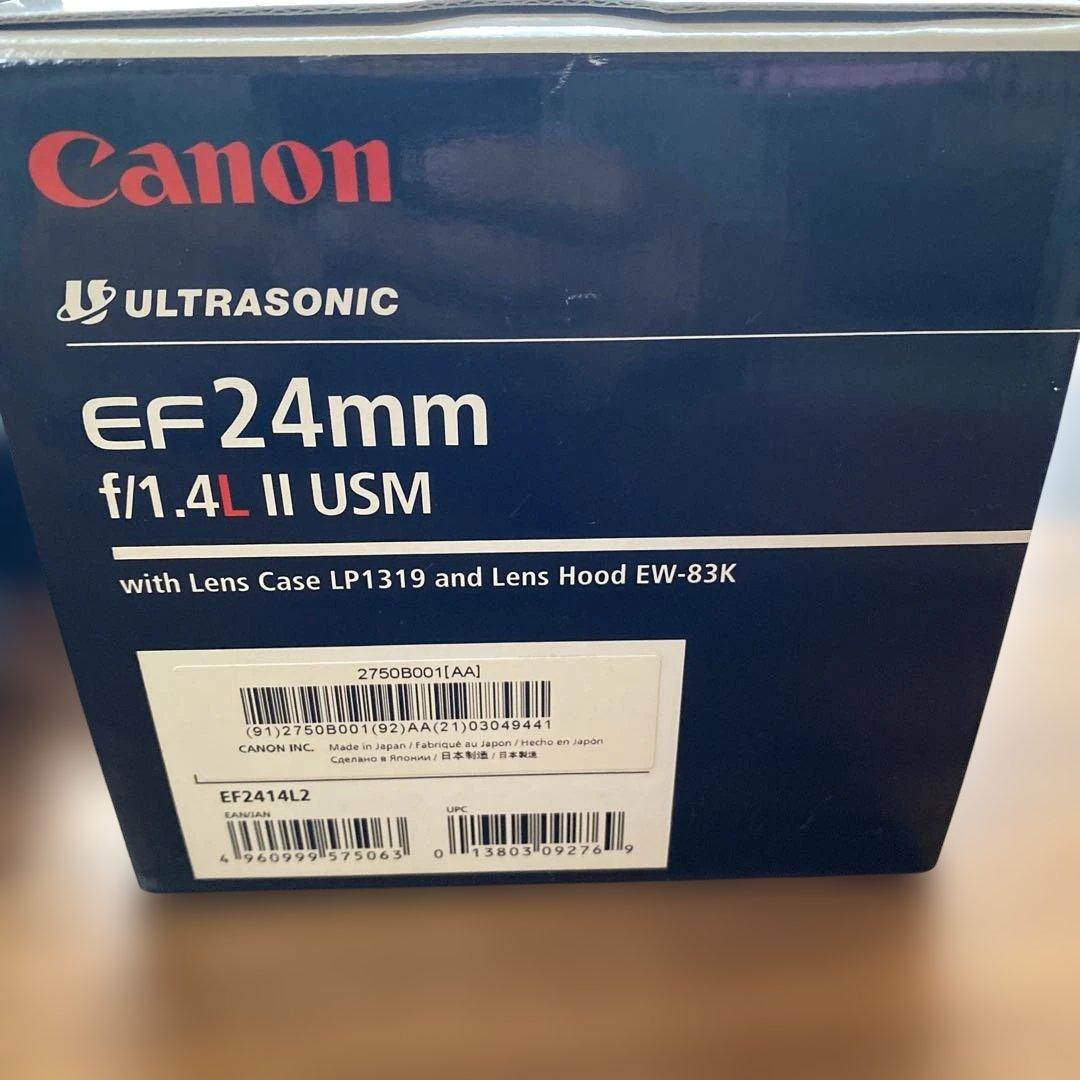 Canon
ULTRASONIC
EF24mm
f/1.4L II USM
with Lens Case LP1319 and Lens Hood EW-83K
2750B001[AA]
(91)2750B001(92)AA(21)03049441
CANON INC. Made in Japan / Fabriqué au Japon / Hecho en Japón
Сделано в Японии / 日本制造 / 日本製造
EF2414L2
EAN/JAN UPC
4 960999 575063 0 13803 09276 9